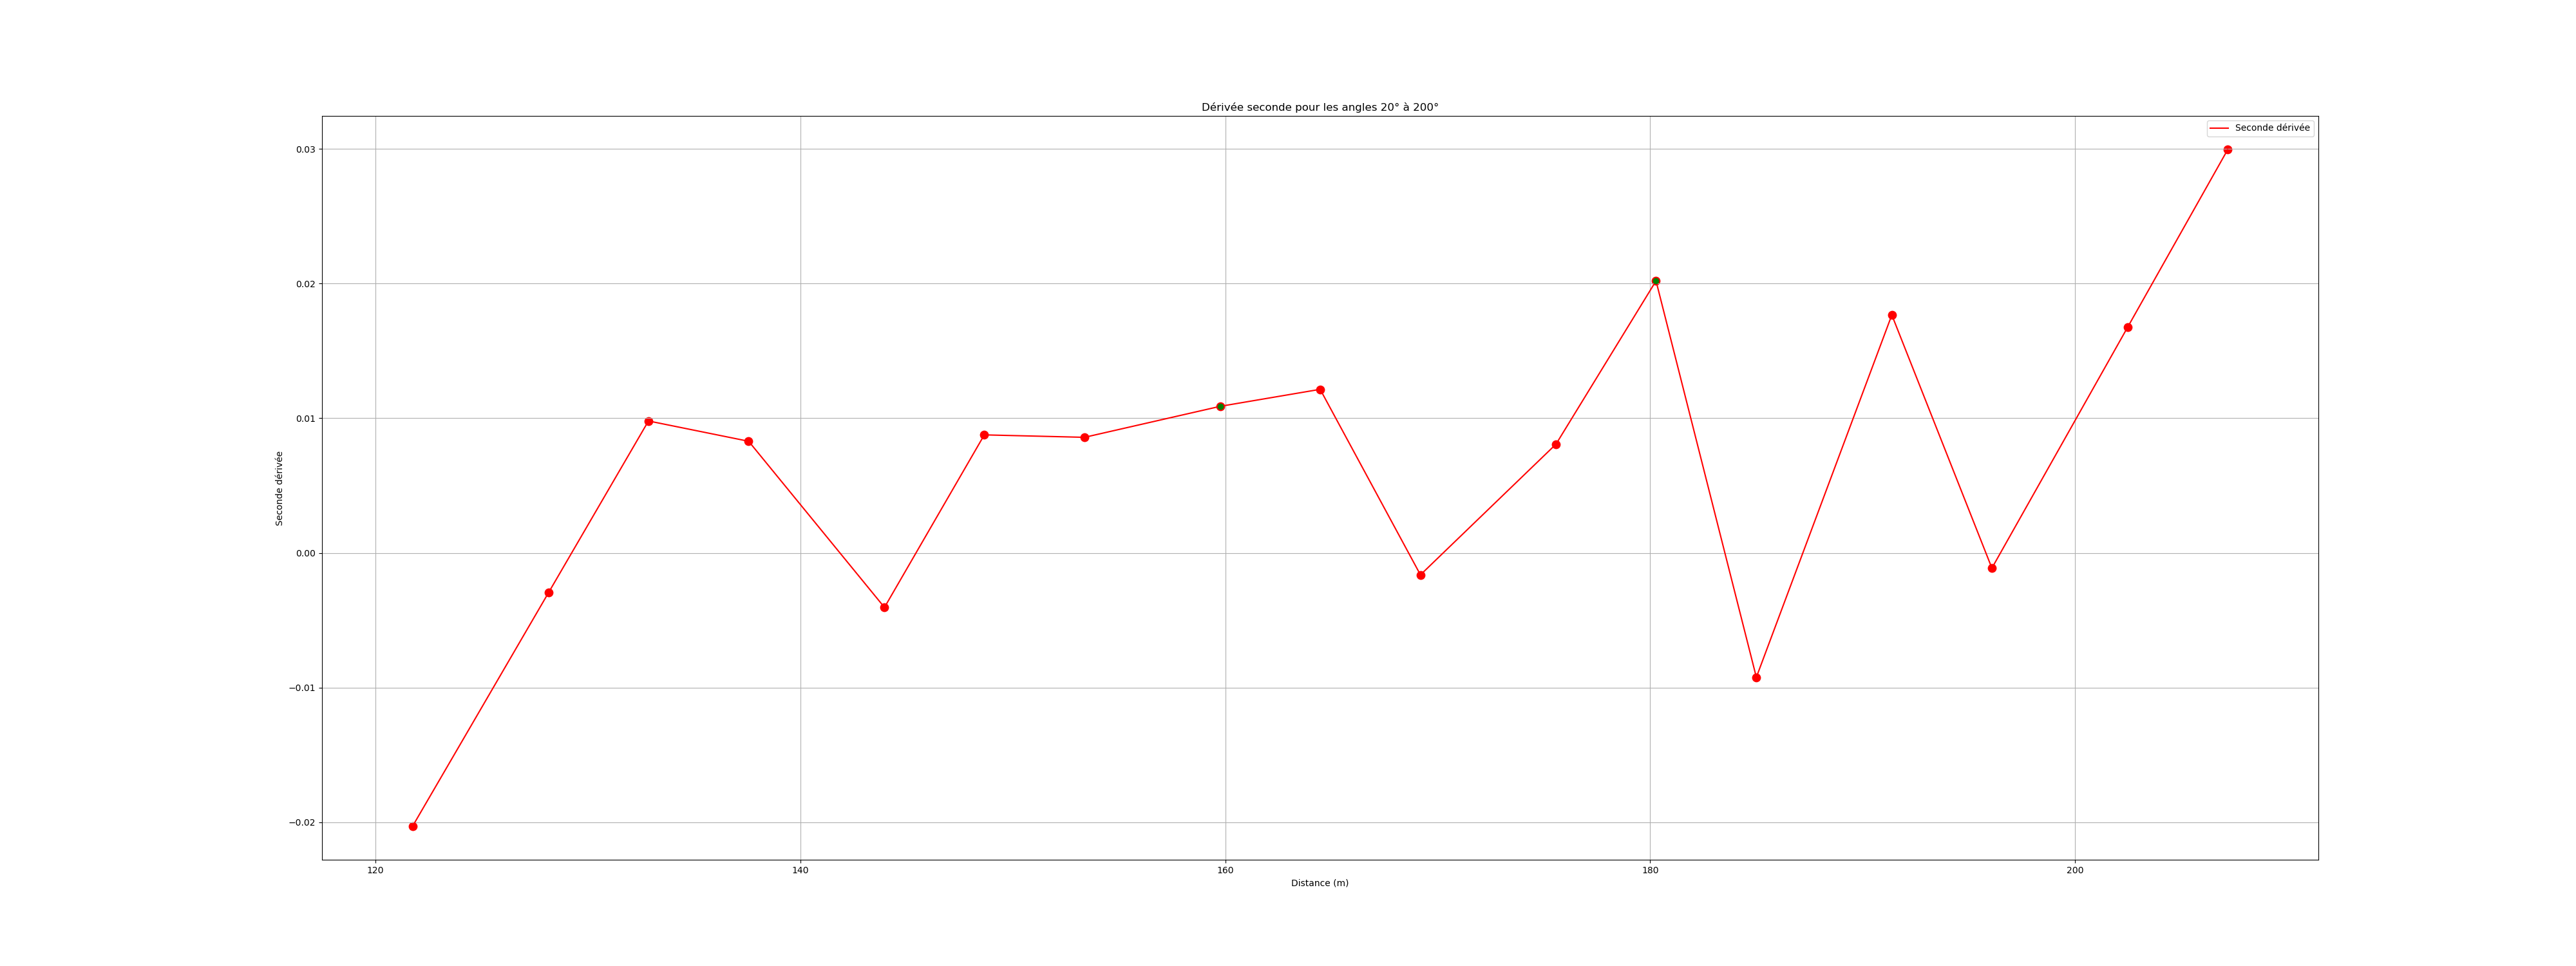 Dérivée seconde pour les angles 20° à 200°
Seconde dérivée
0.03
0.02
0.01
0.00
−0.01
−0.02
Seconde dérivée
120
140
160
180
200
Distance (m)